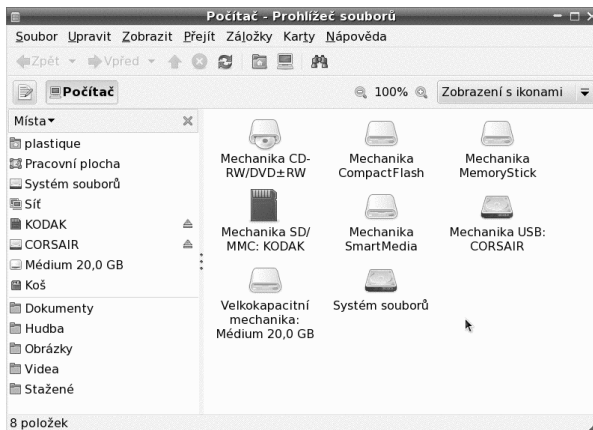 Počítač - Prohlížeč souborů
Soubor Upravit Zobrazit Přejít Záložky Karty Nápověda
Zpět Vpřed
Počítač 100% Zobrazení s ikonami
Místa
plastique
Pracovní plocha
Systém souborů
Síť
KODAK
CORSAIR
Médium 20,0 GB
Koš
Dokumenty
Hudba
Obrázky
Videa
Stažené
Mechanika CD-
RW/DVD±RW
Mechanika
CompactFlash
Mechanika
MemoryStick
Mechanika SD/
MMC: KODAK
Mechanika
SmartMedia
Mechanika USB:
CORSAIR
Velkokapacitní
mechanika:
Médium 20,0 GB
Systém souborů
8 položek